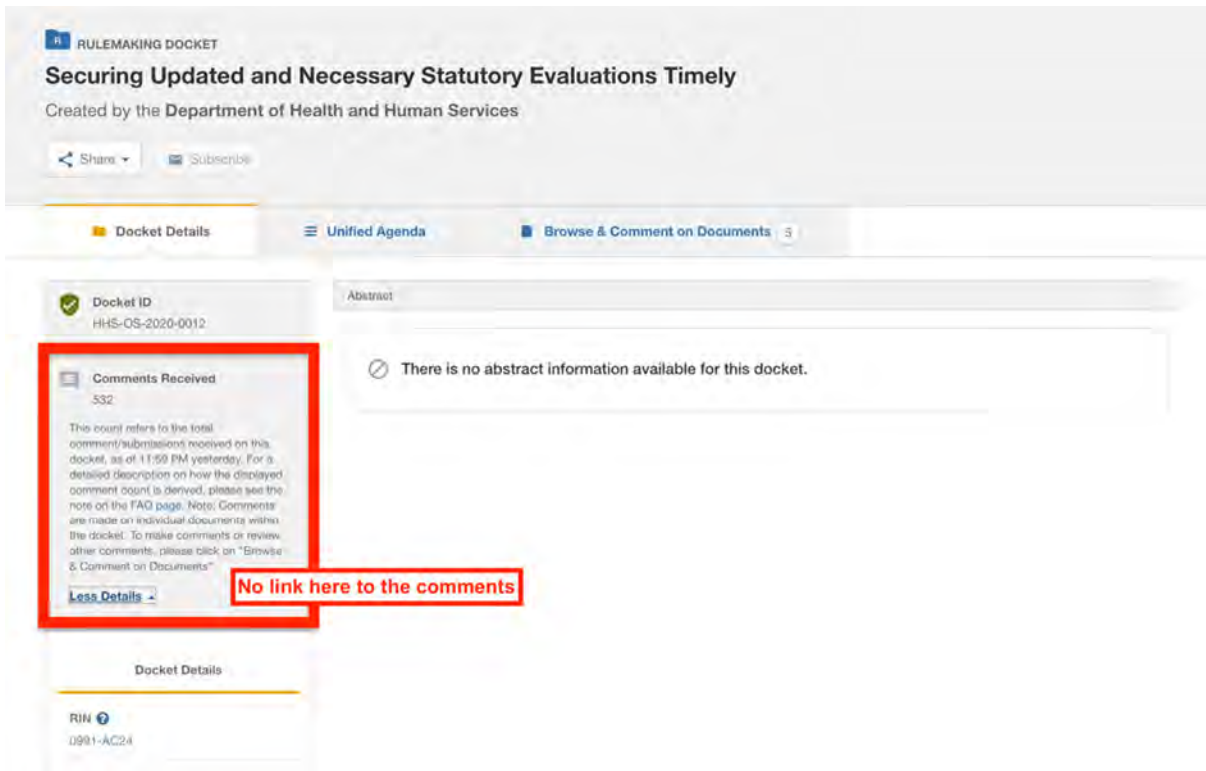 RULEMAKING DOCKET
Securing Updated and Necessary Statutory Evaluations Timely
Created by the Department of Health and Human Services
Share
Subscribe
Docket Details
Unified Agenda
Browse & Comment on Documents 5
Docket ID
HHS-OS-2020-0012
Abstract
There is no abstract information available for this docket.
Comments Received
532
This count refers to the total
comment/submissions received on this
docket, as of 11:59 PM yesterday. For a
detailed description on how the displayed
comment count is derived, please see the
note on the FAQ page. Note: Comments
are made on individual documents within
the docket. To make comments or review
other comments, please click on "Browse
& Comment on Documents"
Less Details
No link here to the comments
Docket Details
RIN
0991-AC24